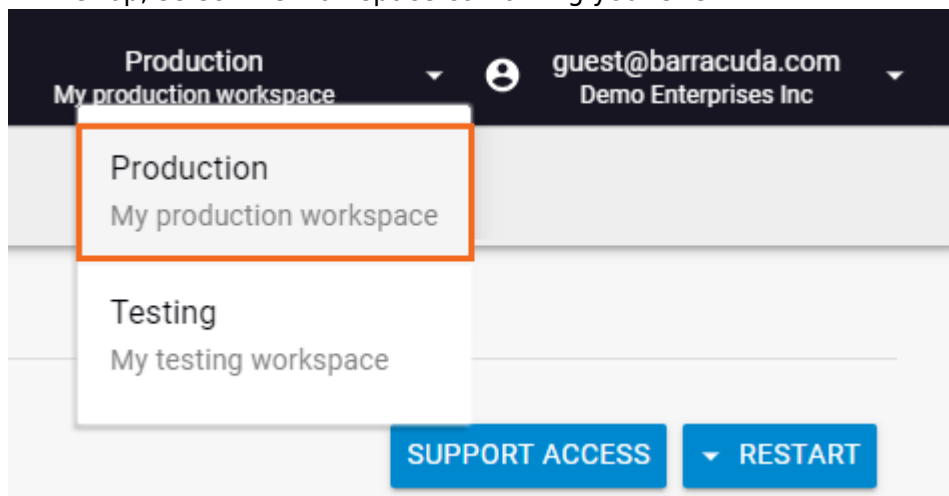 Production
My production workspace
guest@barracuda.com
Demo Enterprises Inc
Production
My production workspace
Testing
My testing workspace
SUPPORT ACCESS
RESTART